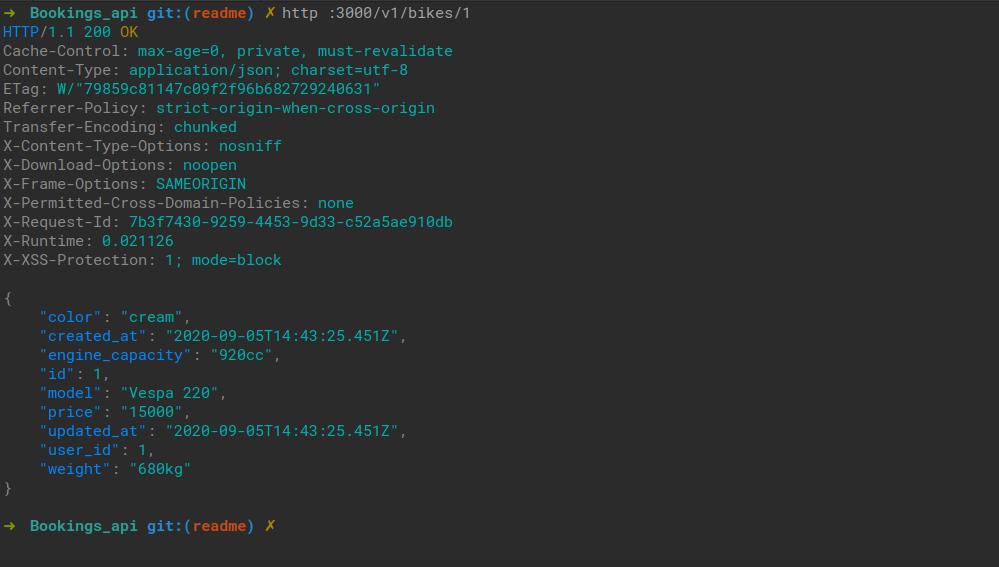 ➜ Bookings_api git:(readme) ✗ http :3000/v1/bikes/1
HTTP/1.1 200 OK
Cache-Control: max-age=0, private, must-revalidate
Content-Type: application/json; charset=utf-8
ETag: W/"79859c81147c09f2f96b682729240631"
Referrer-Policy: strict-origin-when-cross-origin
Transfer-Encoding: chunked
X-Content-Type-Options: nosniff
X-Download-Options: noopen
X-Frame-Options: SAMEORIGIN
X-Permitted-Cross-Domain-Policies: none
X-Request-Id: 7b3f7430-9259-4453-9d33-c52a5ae910db
X-Runtime: 0.021126
X-XSS-Protection: 1; mode=block
{
    "color": "cream",
    "created_at": "2020-09-05T14:43:25.451Z",
    "engine_capacity": "920cc",
    "id": 1,
    "model": "Vespa 220",
    "price": "15000",
    "updated_at": "2020-09-05T14:43:25.451Z",
    "user_id": 1,
    "weight": "680kg"
}
➜ Bookings_api git:(readme) ✗